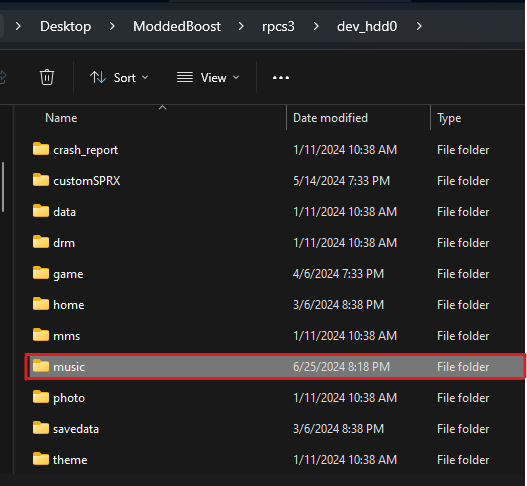 Desktop > ModdedBoost > rpcs3 > dev_hdd0 >
Sort View
Name Date modified Type
crash_report 1/11/2024 10:38 AM File folder
customSPRX 5/14/2024 7:33 PM File folder
data 1/11/2024 10:38 AM File folder
drm 1/11/2024 10:38 AM File folder
game 4/6/2024 7:33 PM File folder
home 3/6/2024 8:38 PM File folder
mms 1/11/2024 10:38 AM File folder
music 6/25/2024 8:18 PM File folder
photo 1/11/2024 10:38 AM File folder
savedata 3/6/2024 8:38 PM File folder
theme 1/11/2024 10:38 AM File folder